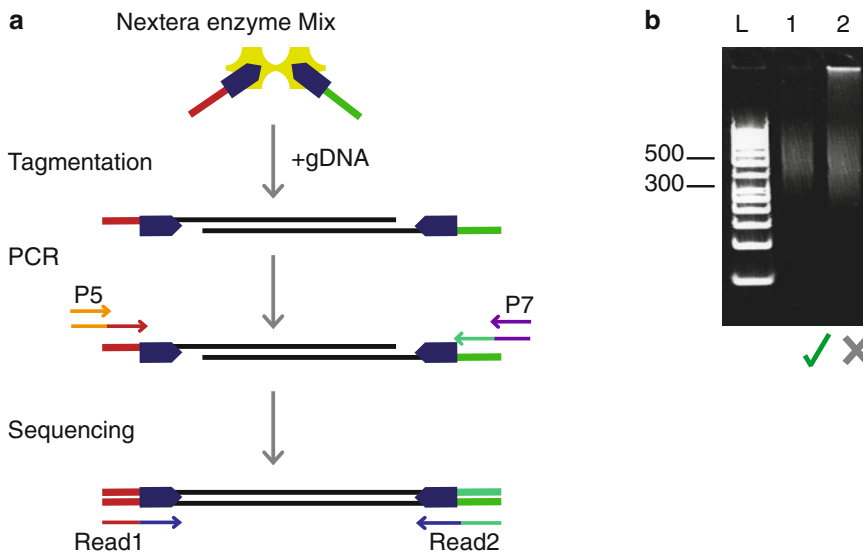 a
Nextera enzyme Mix
+gDNA
Tagmentation
PCR
P5
P7
Sequencing
Read1
Read2
b
L 1 2
500
300